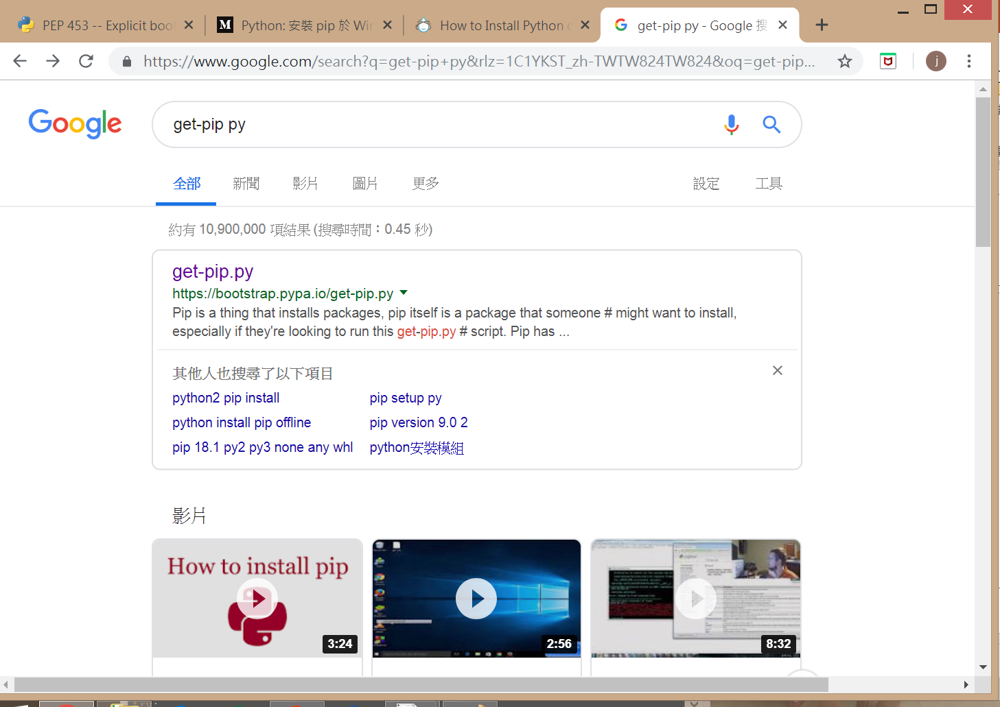 PEP 453 -- Explicit boo
Python: 安裝 pip 於 Win
How to Install Python
get-pip py - Google 搜
https://www.google.com/search?q=get-pip+py&rlz=1C1YKST_zh-TWTW824TW824&oq=get-pip...
j
Google
get-pip py
全部 新聞 影片 圖片 更多 設定 工具
約有 10,900,000 項結果 (搜尋時間：0.45 秒)
get-pip.py
https://bootstrap.pypa.io/get-pip.py
Pip is a thing that installs packages, pip itself is a package that someone # might want to install,
especially if they're looking to run this get-pip.py # script. Pip has ...
其他人也搜尋了以下項目
python2 pip install pip setup py
python install pip offline pip version 9.0 2
pip 18.1 py2 py3 none any whl python安裝模組
影片
How to install pip
3:24
2:56
8:32